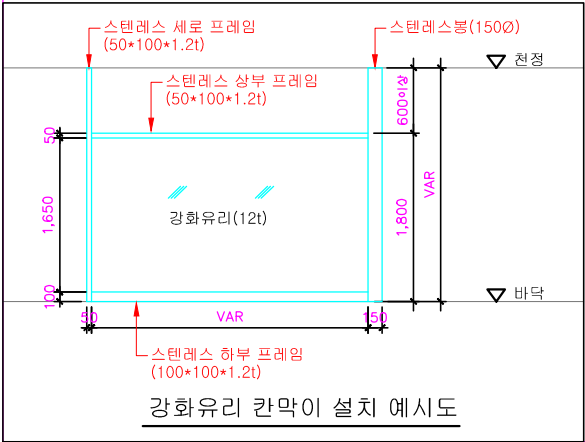 스텐레스 세로 프레임
(50*100*1.2t)
스텐레스봉(150Ø)
천정
스텐레스 상부 프레임
(50*100*1.2t)
600이상
50
1,650
강화유리(12t)
1,800
VAR
100
바닥
50
VAR
150
스텐레스 하부 프레임
(100*100*1.2t)
강화유리 칸막이 설치 예시도